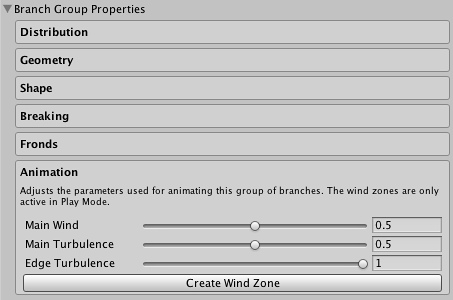 Branch Group Properties
Distribution
Geometry
Shape
Breaking
Fronds
Animation
Adjusts the parameters used for animating this group of branches. The wind zones are only
active in Play Mode.
Main Wind 0.5
Main Turbulence 0.5
Edge Turbulence 1
Create Wind Zone